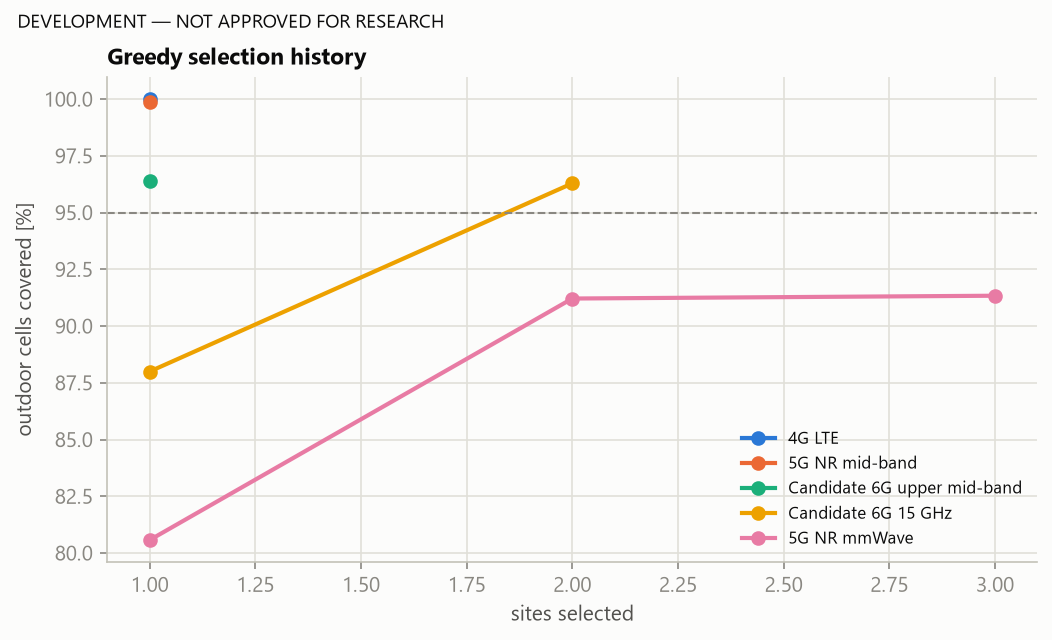 DEVELOPMENT — NOT APPROVED FOR RESEARCH
Greedy selection history
100.0
97.5
95.0
92.5
90.0
87.5
85.0
82.5
80.0
outdoor cells covered [%]
4G LTE
5G NR mid-band
Candidate 6G upper mid-band
Candidate 6G 15 GHz
5G NR mmWave
1.00 1.25 1.50 1.75 2.00 2.25 2.50 2.75 3.00
sites selected